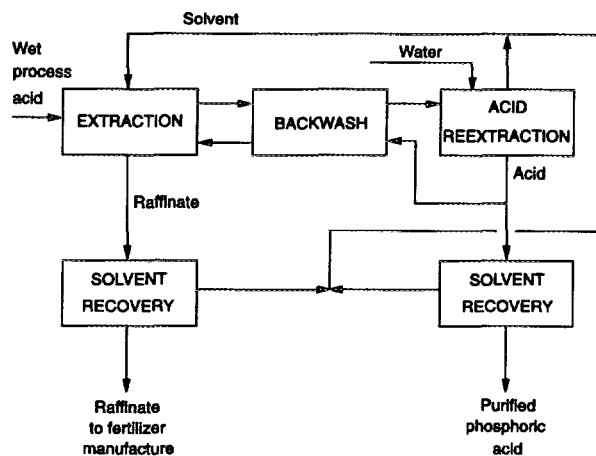 Solvent
Wet
process
acid
Water
EXTRACTION
BACKWASH
ACID
REEXTRACTION
Raffinate
Acid
SOLVENT
RECOVERY
SOLVENT
RECOVERY
Raffinate
to fertilizer
manufacture
Purified
phosphoric
acid